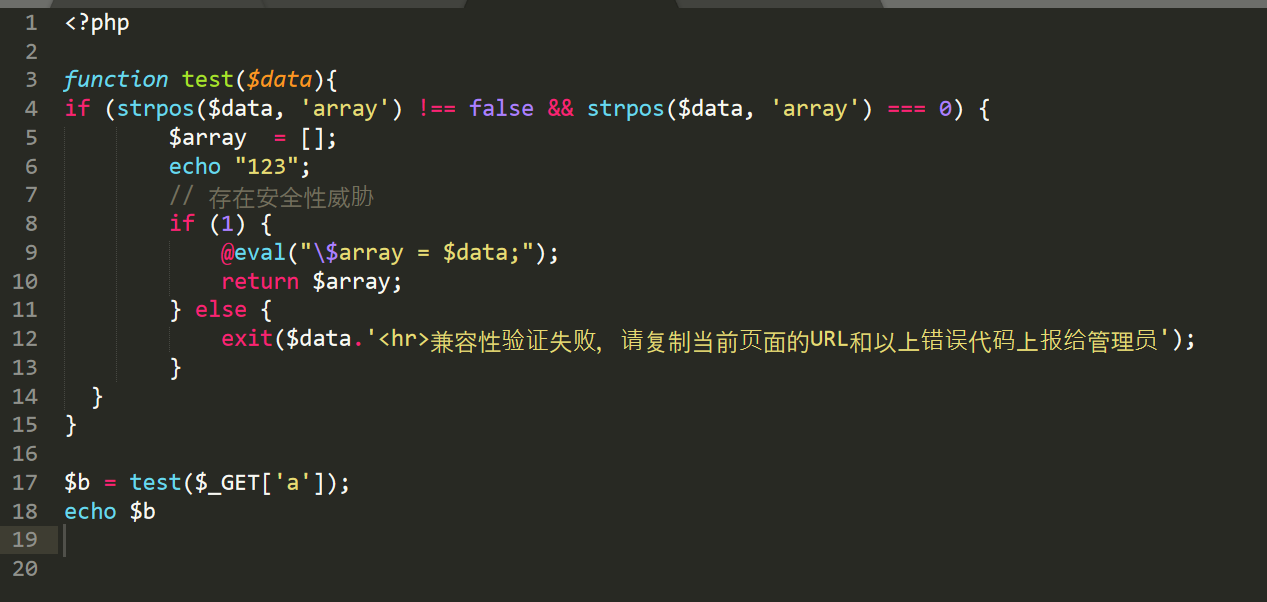 1 <?php
2
3 function test($data){
4 if (strpos($data, 'array') !== false && strpos($data, 'array') === 0) {
5         $array  = [];
6         echo "123";
7         // 存在安全性威胁
8         if (1) {
9             @eval("\$array = $data;");
10             return $array;
11         } else {
12             exit($data.'<hr>兼容性验证失败，请复制当前页面的URL和以上错误代码上报给管理员');
13         }
14   }
15 }
16
17 $b = test($_GET['a']);
18 echo $b
19
20